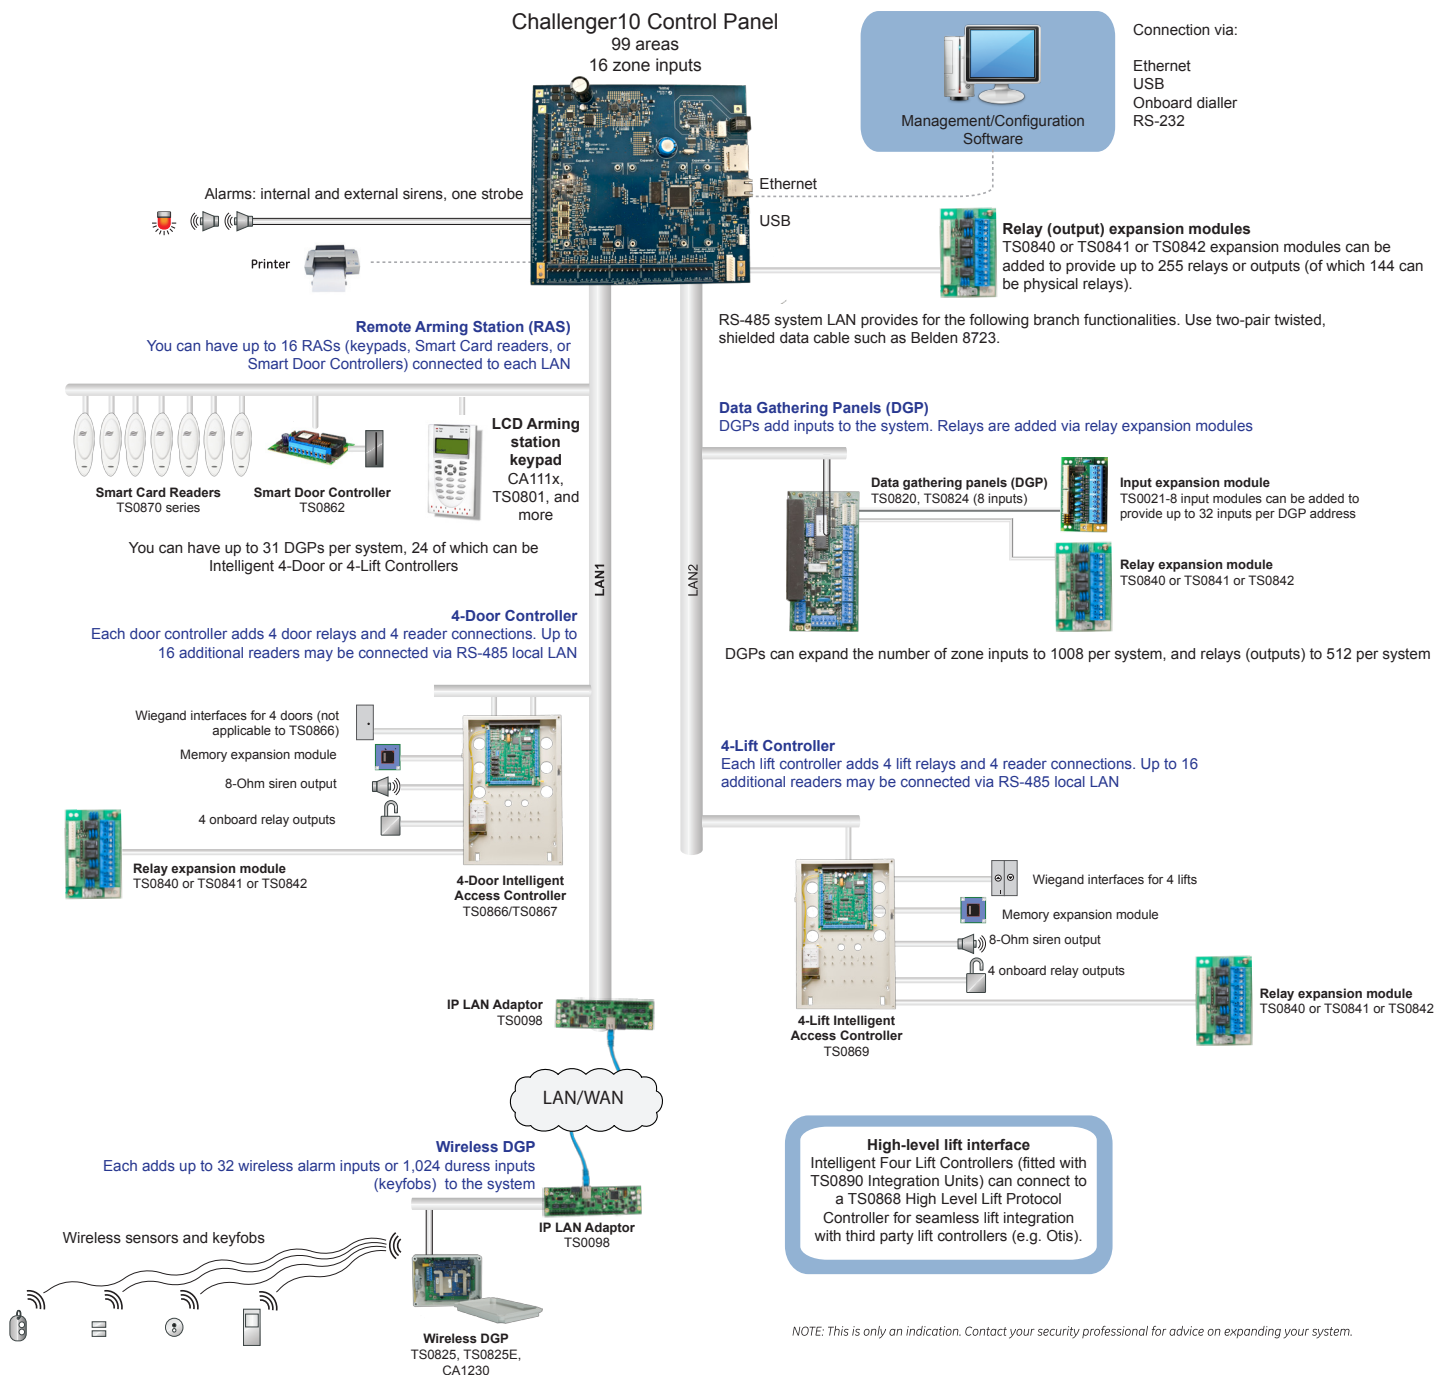 Challenger10 Control Panel
99 areas
16 zone inputs
Management/Configuration
Software
Connection via:
Ethernet
USB
Onboard dialler
RS-232
Ethernet
USB
Alarms: internal and external sirens, one strobe
Printer
Relay (output) expansion modules
TS0840 or TS0841 or TS0842 expansion modules can be
added to provide up to 255 relays or outputs (of which 144 can
be physical relays).
RS-485 system LAN provides for the following branch functionalities. Use two-pair twisted,
shielded data cable such as Belden 8723.
Remote Arming Station (RAS)
You can have up to 16 RASs (keypads, Smart Card readers, or
Smart Door Controllers) connected to each LAN
LCD Arming
station
keypad
CA111x,
TS0801, and
more
Smart Card Readers
TS0870 series
Smart Door Controller
TS0862
You can have up to 31 DGPs per system, 24 of which can be
Intelligent 4-Door or 4-Lift Controllers
LAN1
LAN2
Data Gathering Panels (DGP)
DGPs add inputs to the system. Relays are added via relay expansion modules
Data gathering panels (DGP)
TS0820, TS0824 (8 inputs)
Input expansion module
TS0021-8 input modules can be added to
provide up to 32 inputs per DGP address
Relay expansion module
TS0840 or TS0841 or TS0842
DGPs can expand the number of zone inputs to 1008 per system, and relays (outputs) to 512 per system
4-Door Controller
Each door controller adds 4 door relays and 4 reader connections. Up to
16 additional readers may be connected via RS-485 local LAN
Wiegand interfaces for 4 doors (not
applicable to TS0866)
Memory expansion module
8-Ohm siren output
4 onboard relay outputs
Relay expansion module
TS0840 or TS0841 or TS0842
4-Door Intelligent
Access Controller
TS0866/TS0867
4-Lift Controller
Each lift controller adds 4 lift relays and 4 reader connections. Up to 16
additional readers may be connected via RS-485 local LAN
Wiegand interfaces for 4 lifts
Memory expansion module
8-Ohm siren output
4 onboard relay outputs
Relay expansion module
TS0840 or TS0841 or TS0842
4-Lift Intelligent
Access Controller
TS0869
IP LAN Adaptor
TS0098
LAN/WAN
Wireless DGP
Each adds up to 32 wireless alarm inputs or 1,024 duress inputs
(keyfobs) to the system
IP LAN Adaptor
TS0098
Wireless sensors and keyfobs
Wireless DGP
TS0825, TS0825E,
CA1230
High-level lift interface
Intelligent Four Lift Controllers (fitted with
TS0890 Integration Units) can connect to
a TS0868 High Level Lift Protocol
Controller for seamless lift integration
with third party lift controllers (e.g. Otis).
NOTE: This is only an indication. Contact your security professional for advice on expanding your system.